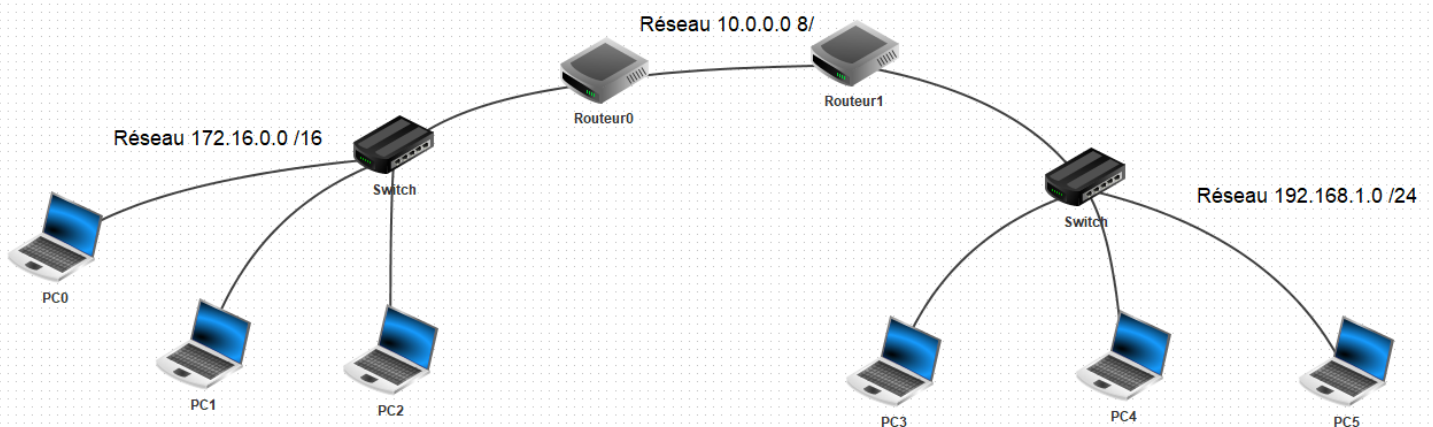 Réseau 10.0.0.0 8/
Routeur0
Routeur1
Réseau 172.16.0.0 /16
Switch
Réseau 192.168.1.0 /24
Switch
PC0
PC1
PC2
PC3
PC4
PC5